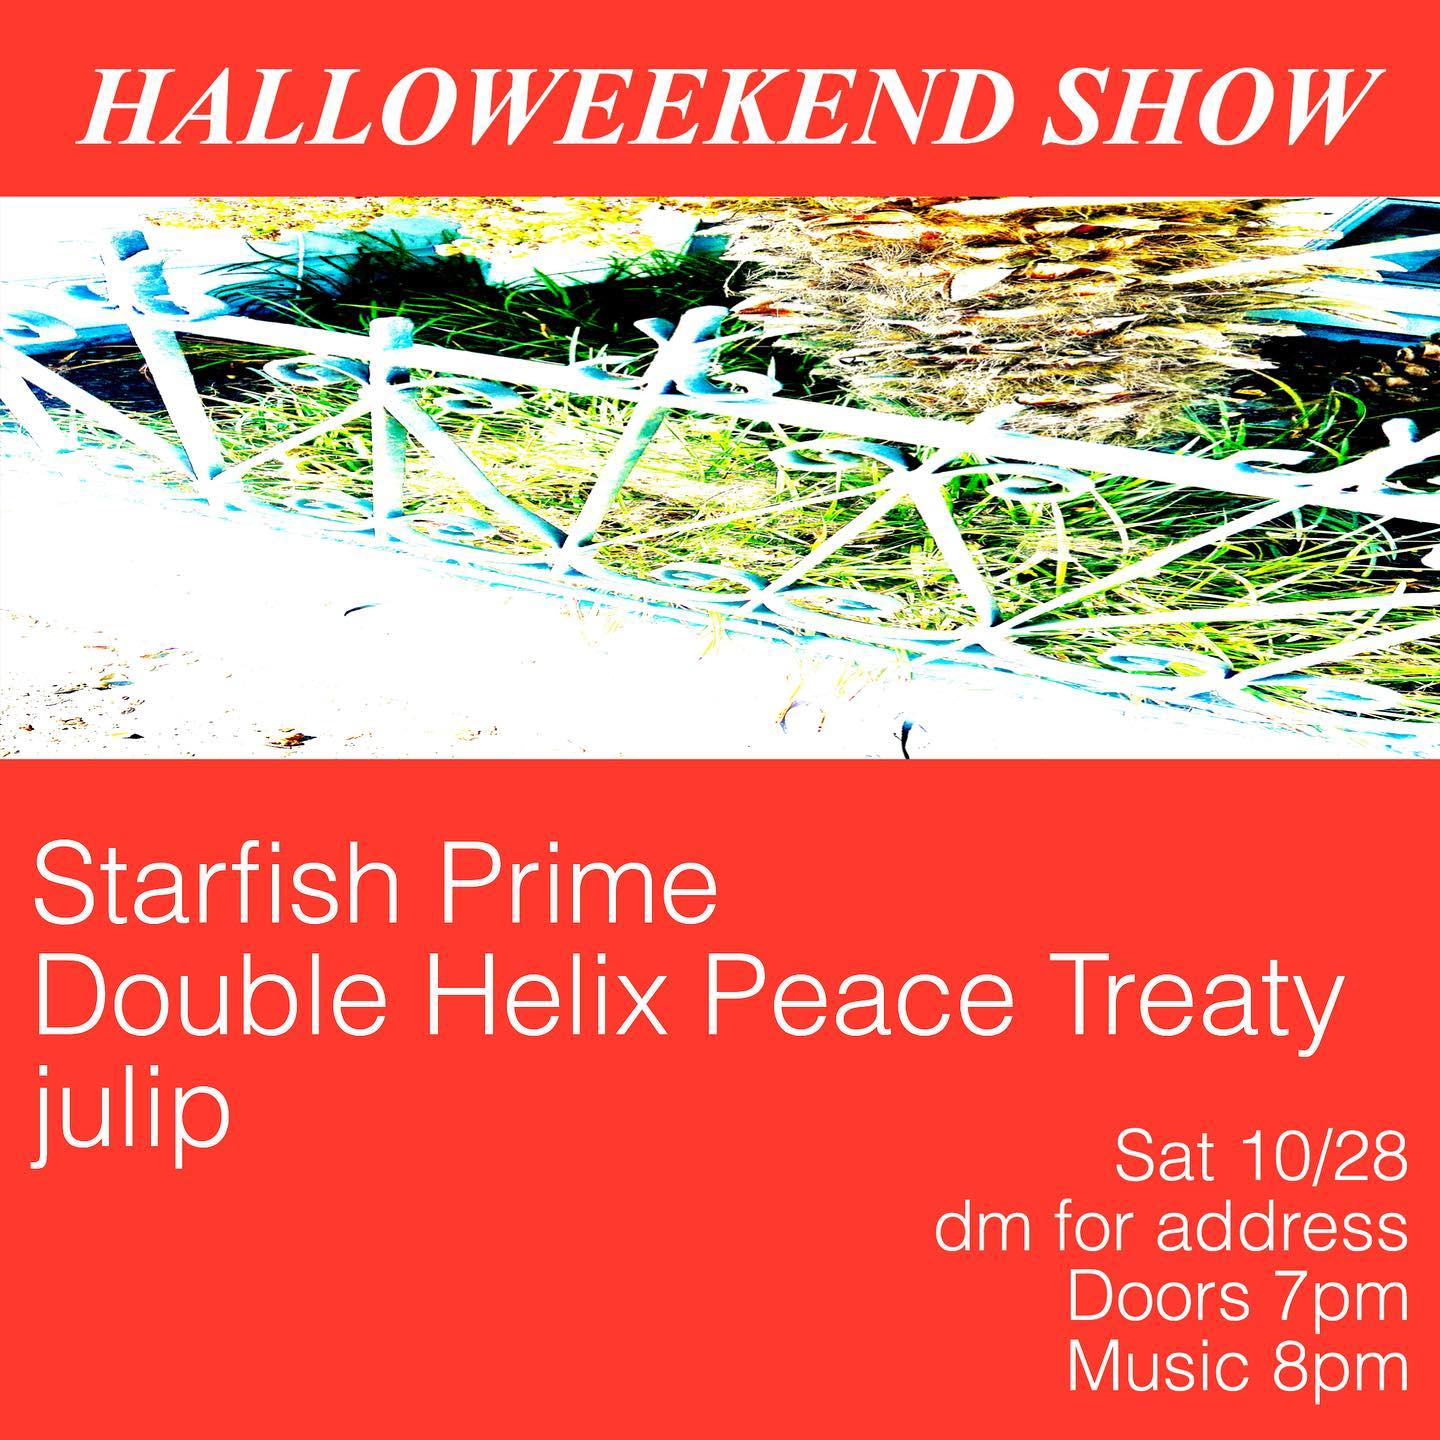 HALLOWEEKEND SHOW
Starfish Prime
Double Helix Peace Treaty
julip
Sat 10/28
dm for address
Doors 7pm
Music 8pm